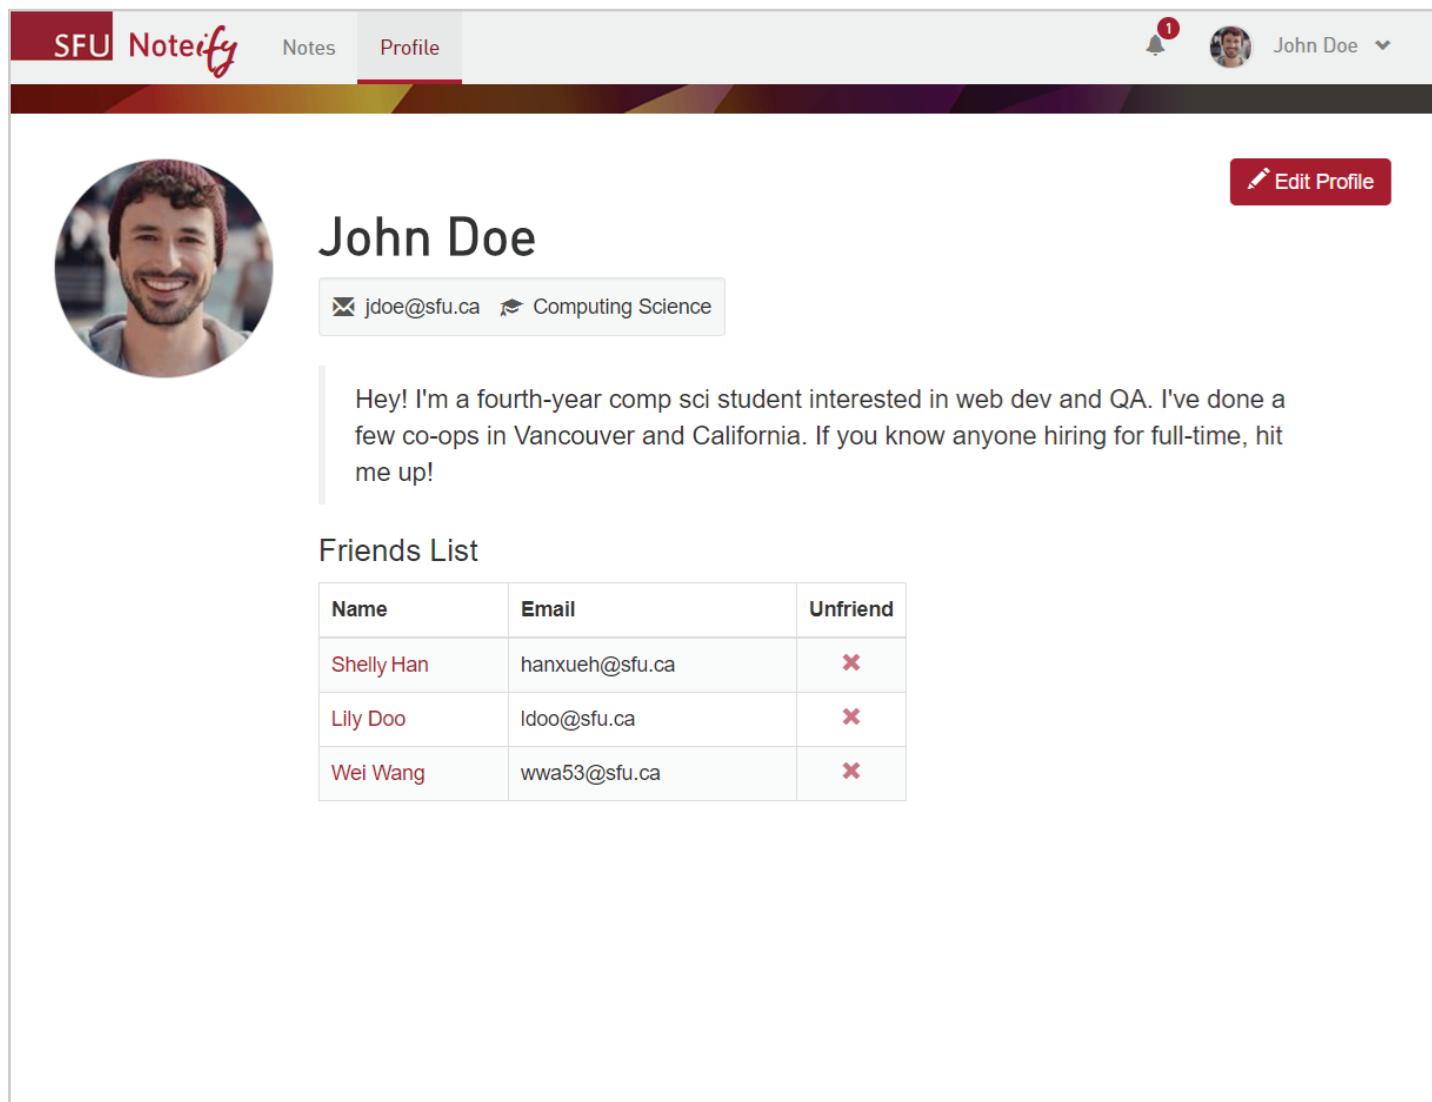 SFU Noteify Notes Profile 1 John Doe
Edit Profile
John Doe
jdoe@sfu.ca Computing Science
Hey! I'm a fourth-year comp sci student interested in web dev and QA. I've done a
few co-ops in Vancouver and California. If you know anyone hiring for full-time, hit
me up!
Friends List
Name Email Unfriend
Shelly Han hanxueh@sfu.ca
Lily Doo ldoo@sfu.ca
Wei Wang wwa53@sfu.ca